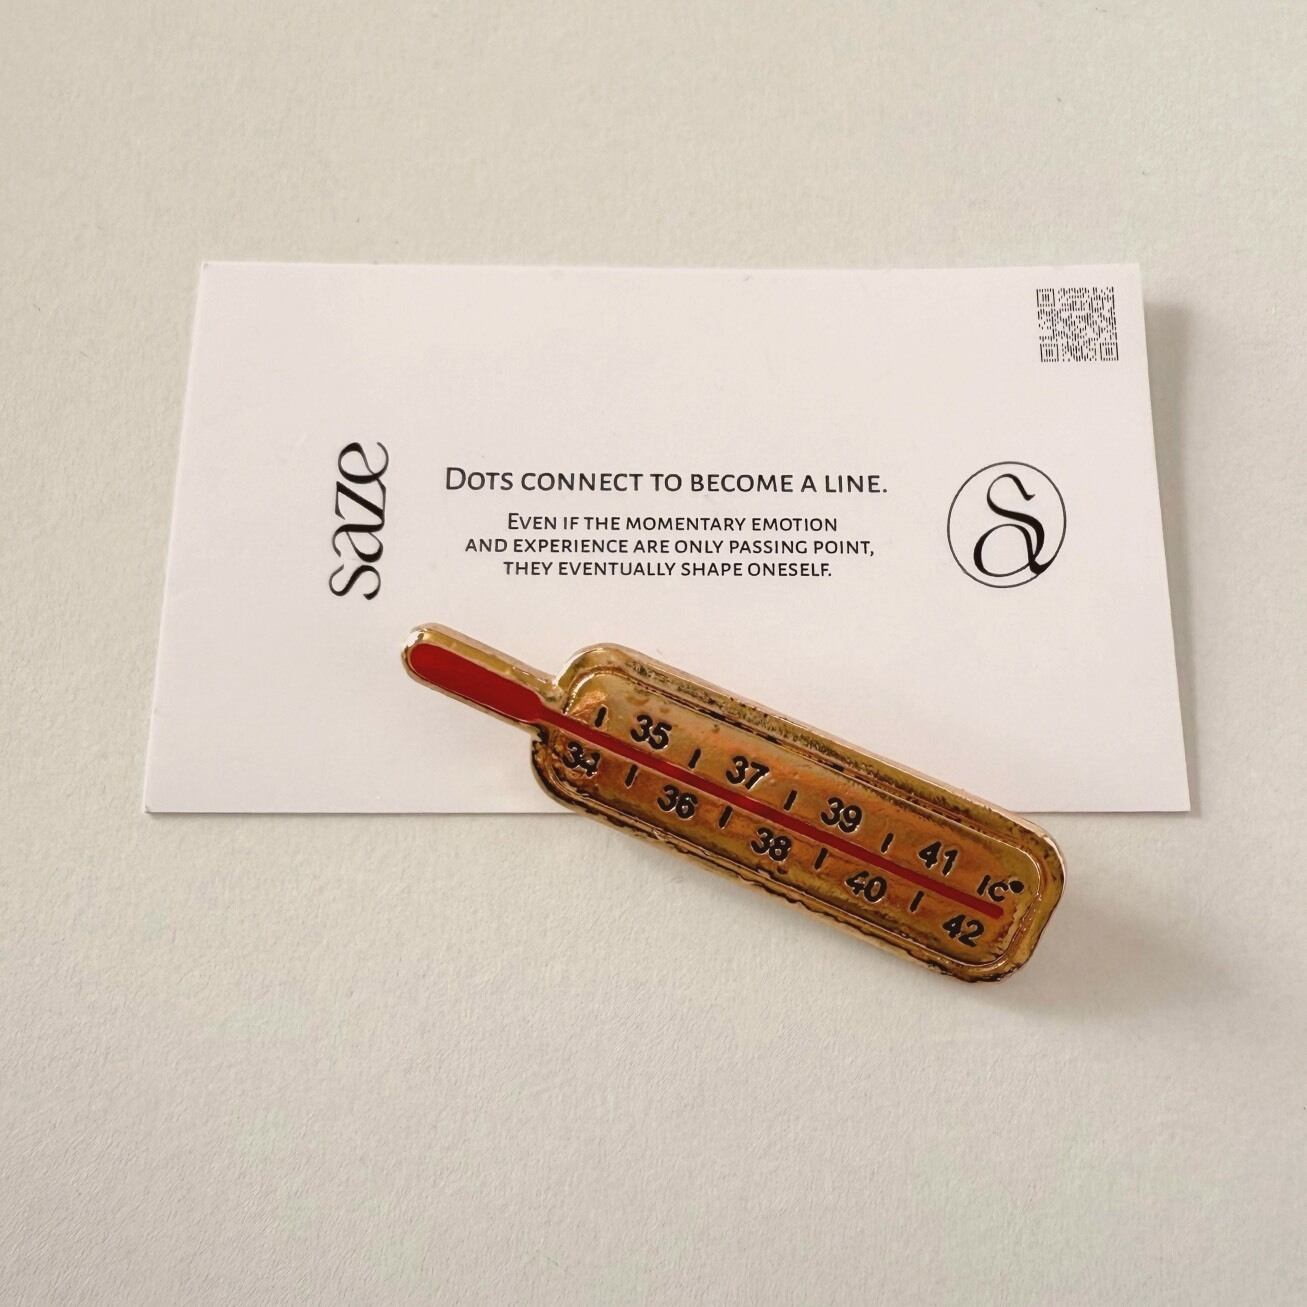 saze
DOTS CONNECT TO BECOME A LINE.
EVEN IF THE MOMENTARY EMOTION
AND EXPERIENCE ARE ONLY PASSING POINT,
THEY EVENTUALLY SHAPE ONESELF.
S
35 37 39 41 C°
34 36 38 40 42